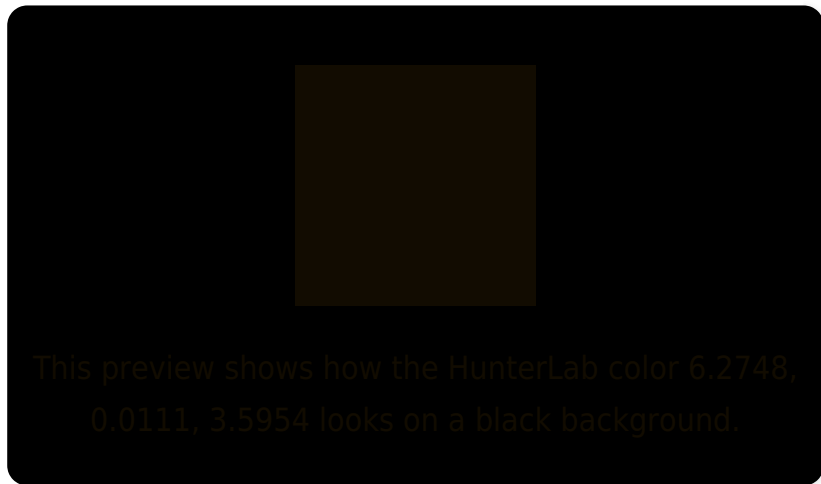 This preview shows how the HunterLab color 6.2748,
0.0111, 3.5954 looks on a black background.